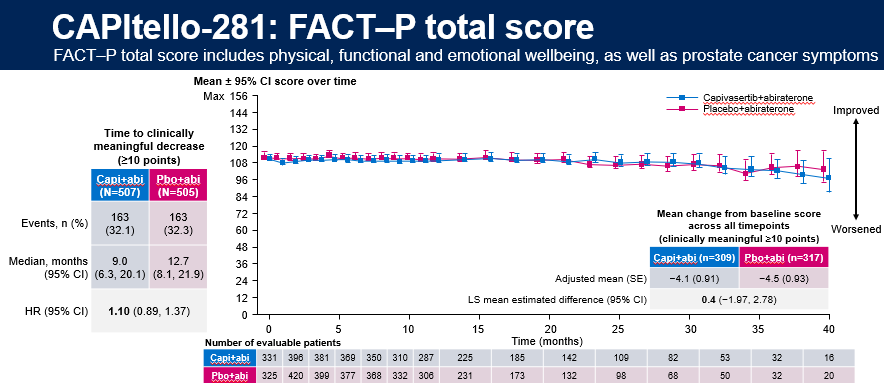 CAPItello-281: FACT–P total score
FACT–P total score includes physical, functional and emotional wellbeing, as well as prostate cancer symptoms
Mean ± 95% CI score over time
Max 156
144
132
120
108
96
84
72
60
48
36
24
12
0
0 5 10 15 20 25 30 35 40
Time (months)
Capivasertib+abiraterone
Placebo+abiraterone
Improved
Worsened
Time to clinically
meaningful decrease
(≥10 points)
Capi+abi Pbo+abi
(N=507) (N=505)
Events, n (%) 163 163
(32.1) (32.3)
Median, months 9.0 12.7
(95% CI) (6.3, 20.1) (8.1, 21.9)
HR (95% CI) 1.10 (0.89, 1.37)
Mean change from baseline score
across all timepoints
(clinically meaningful ≥10 points)
Capi+abi (n=309) Pbo+abi (n=317)
Adjusted mean (SE) −4.1 (0.91) −4.5 (0.93)
LS mean estimated difference (95% CI) 0.4 (−1.97, 2.78)
Number of evaluable patients
Capi+abi 331 396 381 369 350 310 287 225 185 142 109 82 53 32 16
Pbo+abi 325 420 399 377 368 332 306 231 173 132 98 68 50 32 20